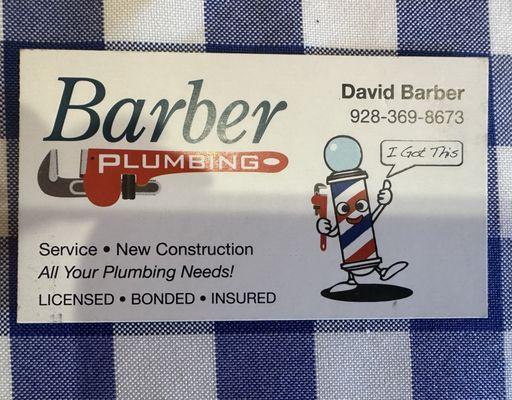 Barber
PLUMBING
David Barber
928-369-8673
I Got This
Service • New Construction
All Your Plumbing Needs!
LICENSED • BONDED • INSURED